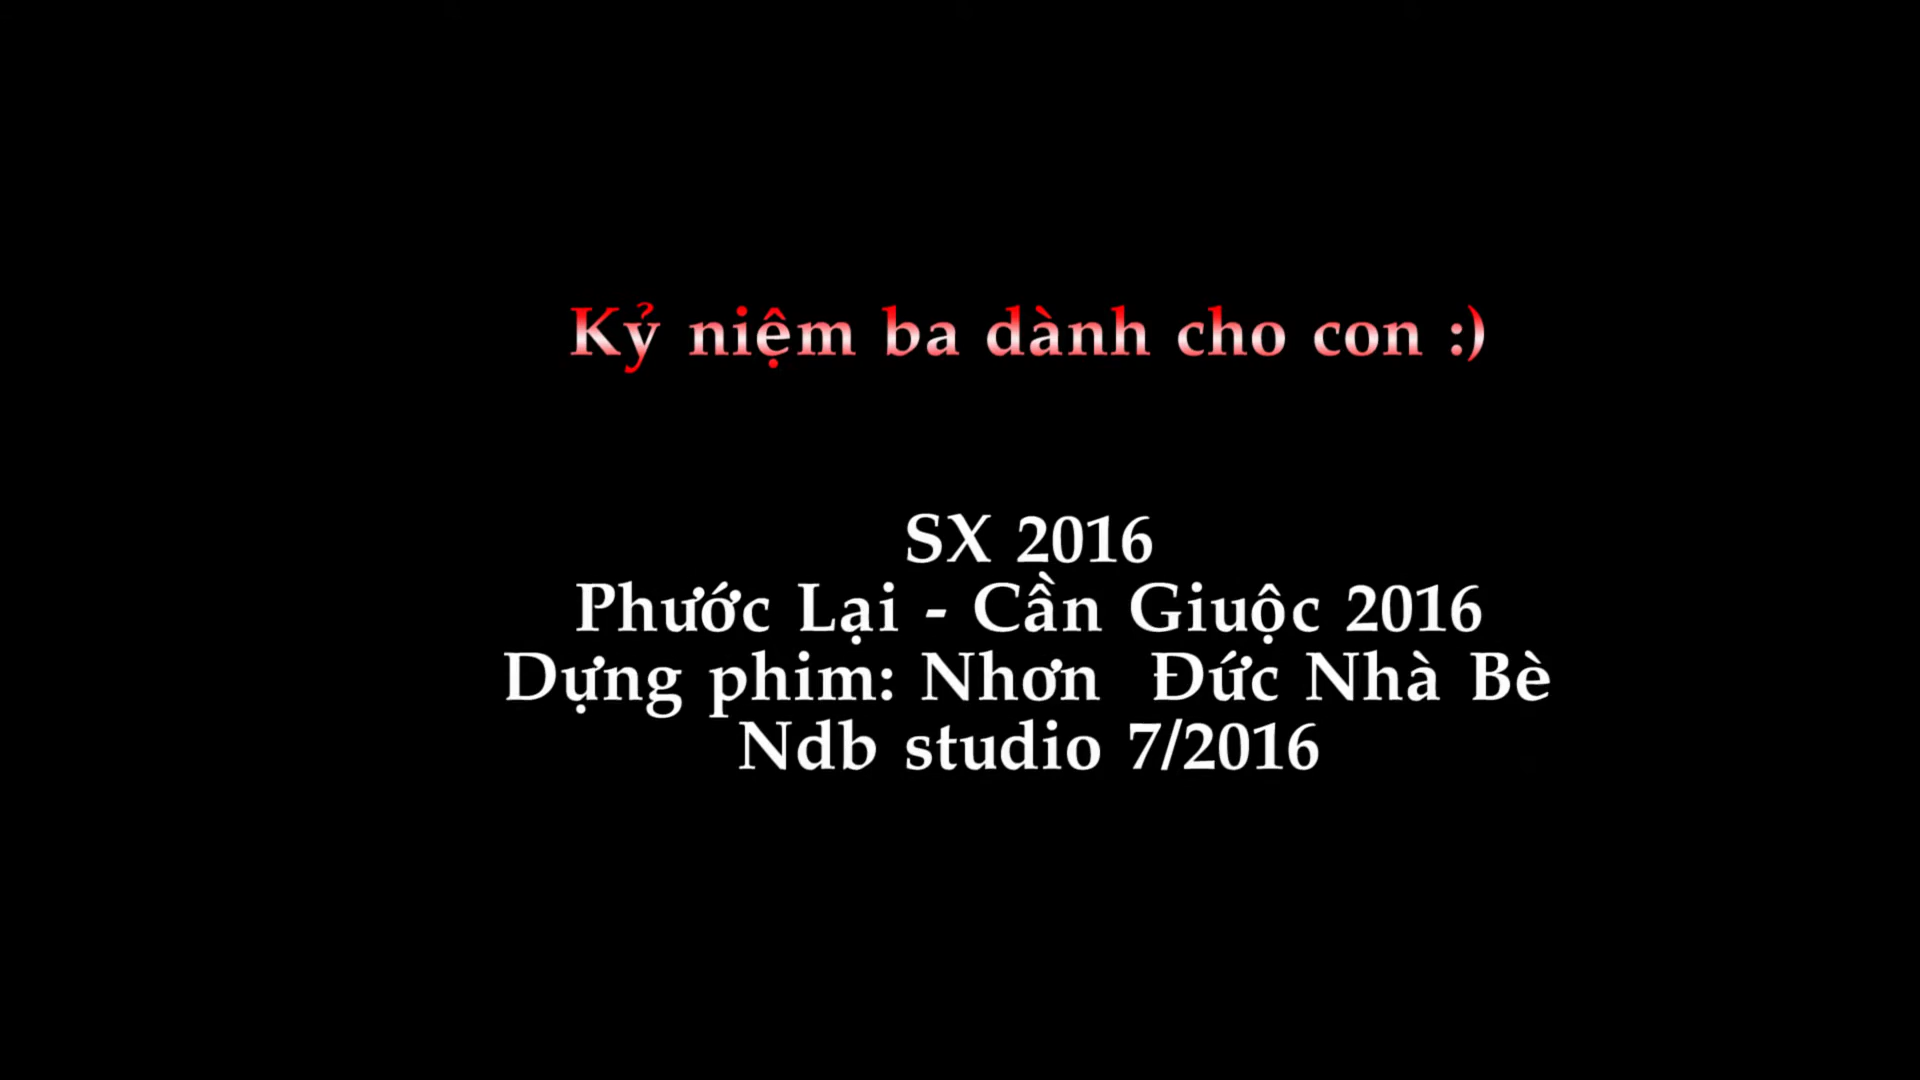 Kỷ niệm ba dành cho con :)
SX 2016
Phước Lại - Cần Giuộc 2016
Dựng phim: Nhơn  Đức Nhà Bè
Ndb studio 7/2016